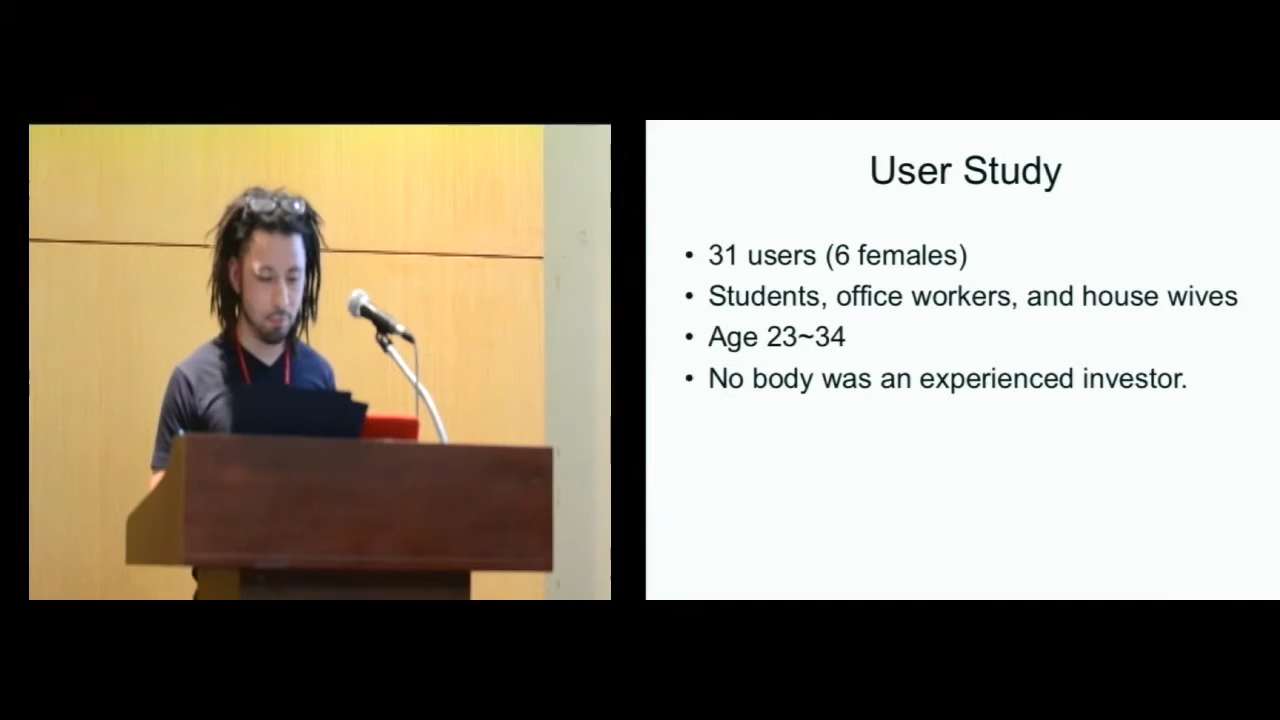 User Study
• 31 users (6 females)
• Students, office workers, and house wives
• Age 23~34
• No body was an experienced investor.